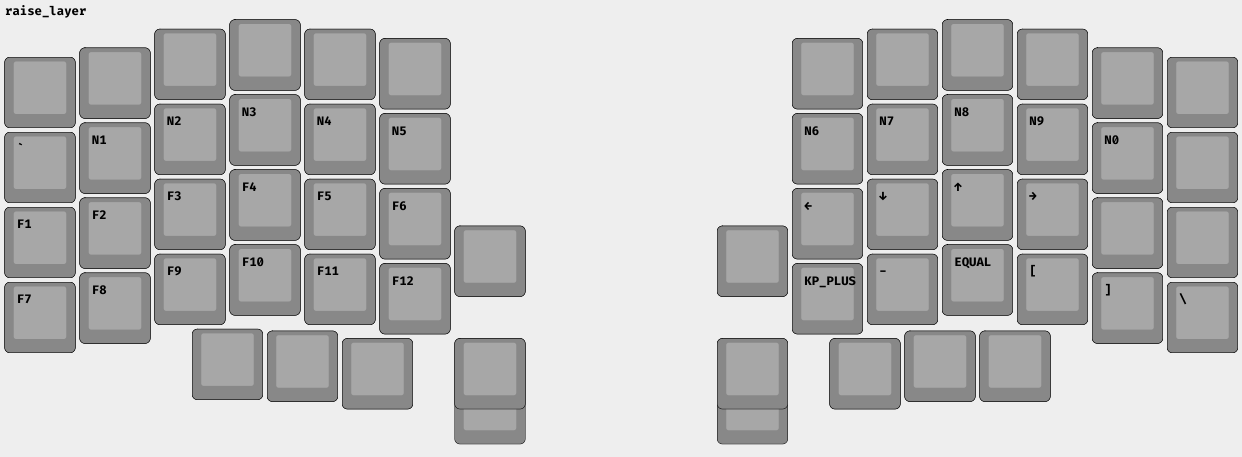 raise_layer
` N1 N2 N3 N4 N5 N6 N7 N8 N9 N0
F1 F2 F3 F4 F5 F6 ← ↓ ↑ →
F7 F8 F9 F10 F11 F12 KP_PLUS - EQUAL [ ] \